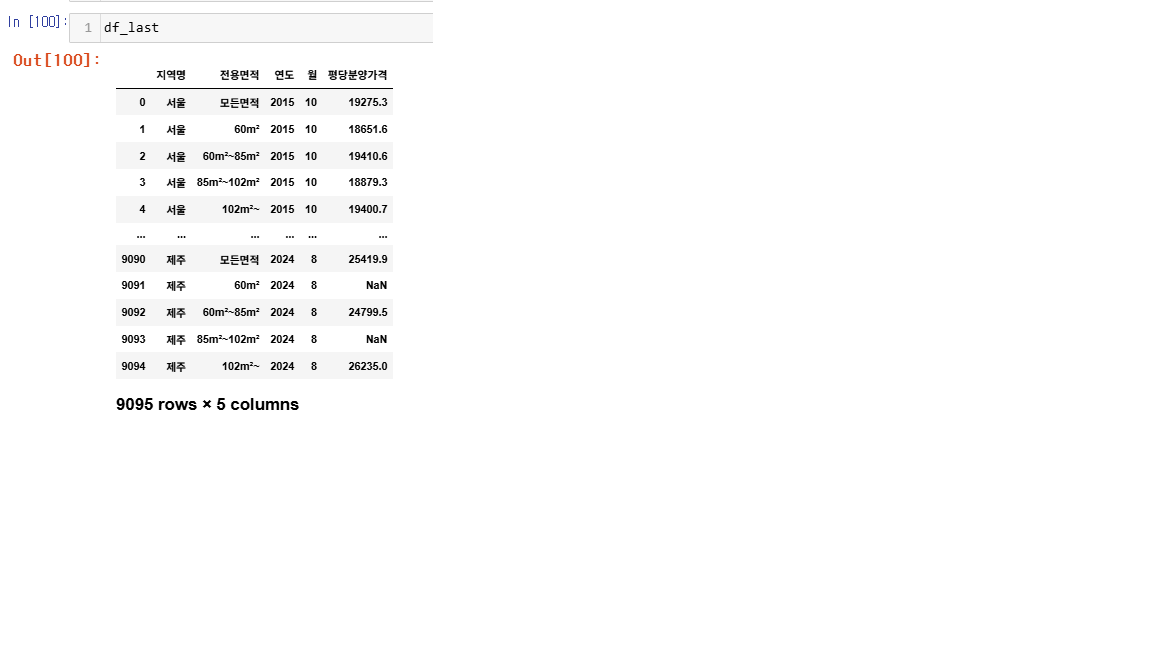 In [100]: 1 df_last
Out[100]:
지역명 전용면적 연도 월 평당분양가격
0 서울 모든면적 2015 10 19275.3
1 서울 60m² 2015 10 18651.6
2 서울 60m²~85m² 2015 10 19410.6
3 서울 85m²~102m² 2015 10 18879.3
4 서울 102m²~ 2015 10 19400.7
... ... ... ... ... ...
9090 제주 모든면적 2024 8 25419.9
9091 제주 60m² 2024 8 NaN
9092 제주 60m²~85m² 2024 8 24799.5
9093 제주 85m²~102m² 2024 8 NaN
9094 제주 102m²~ 2024 8 26235.0
9095 rows × 5 columns